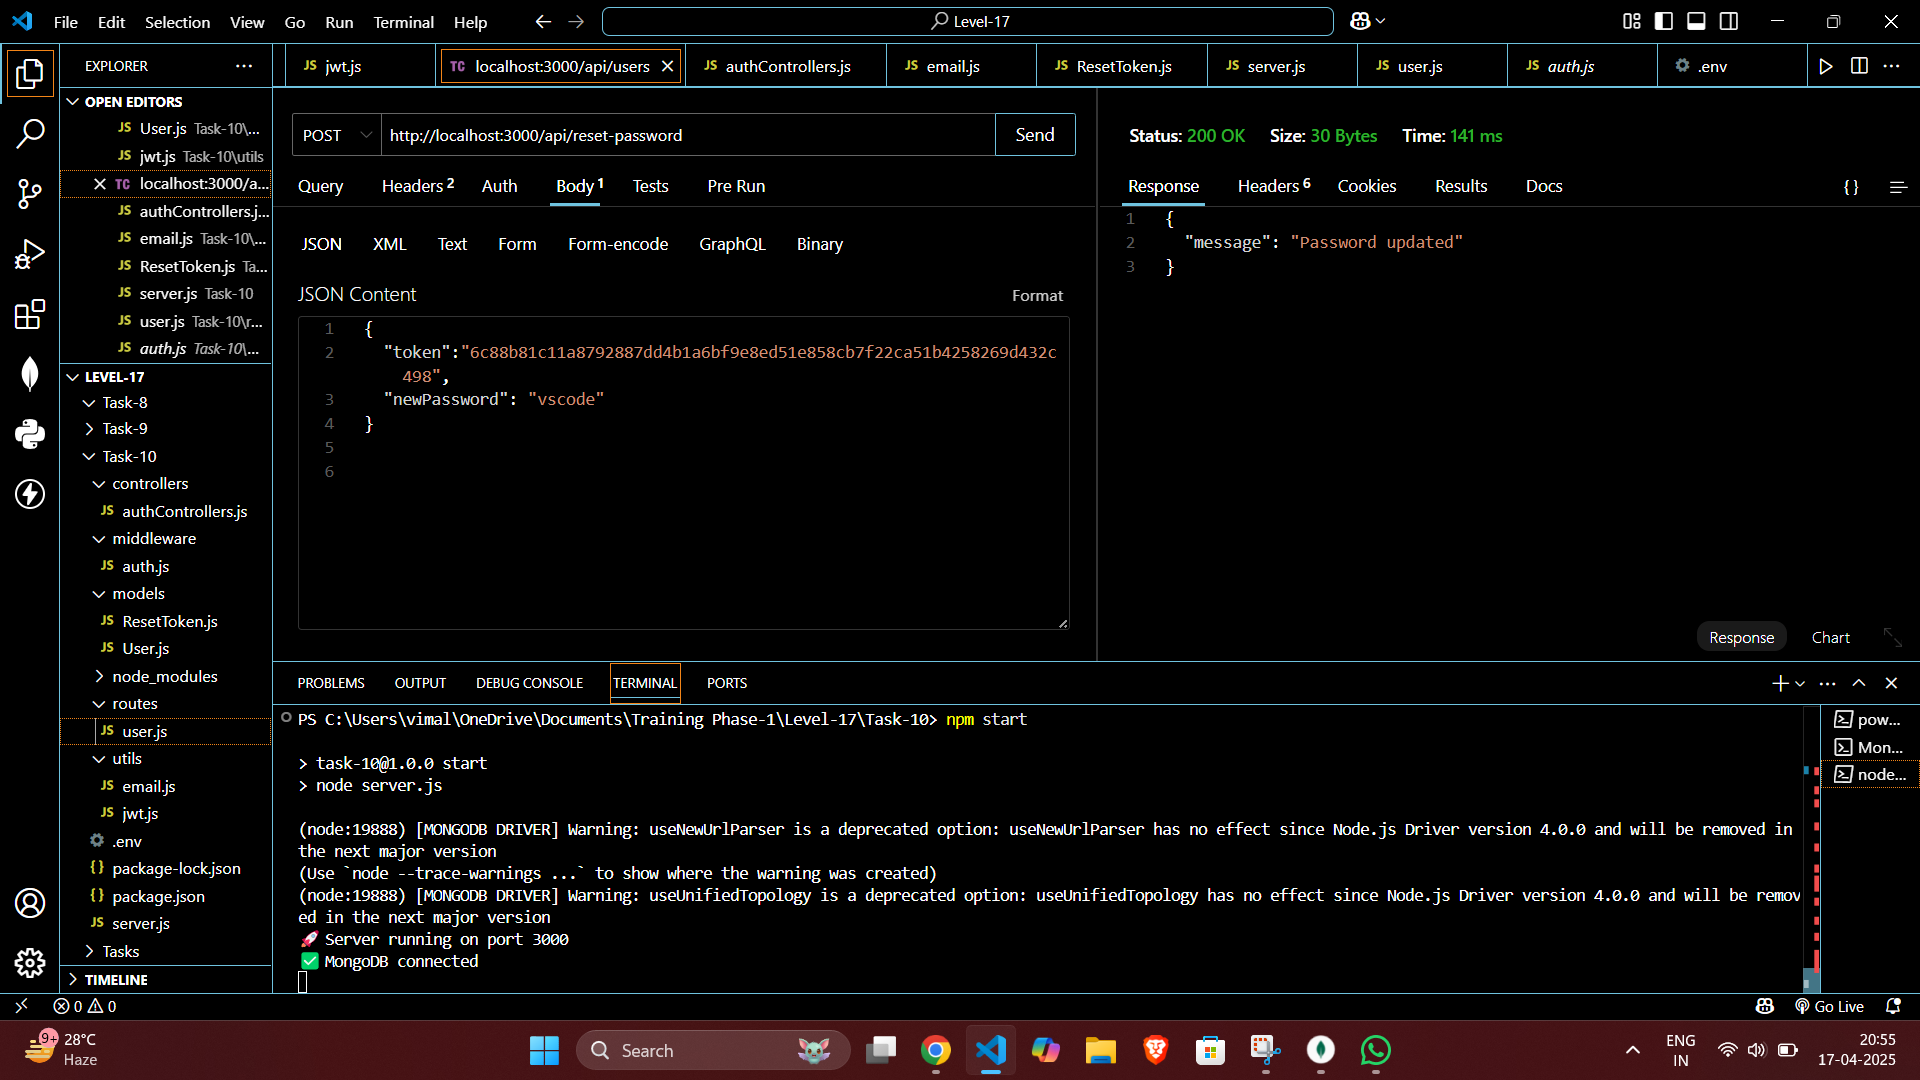 File Edit Selection View Go Run Terminal Help
Level-17
EXPLORER
JS jwt.js
TC localhost:3000/api/users
JS authControllers.js
JS email.js
JS ResetToken.js
JS server.js
JS user.js
JS auth.js
.env
OPEN EDITORS
JS User.js Task-10\...
JS jwt.js Task-10\utils
TC localhost:3000/a...
JS authControllers.j...
JS email.js Task-10\...
JS ResetToken.js Ta...
JS server.js Task-10
JS user.js Task-10\r...
JS auth.js Task-10\...
LEVEL-17
Task-8
Task-9
Task-10
controllers
JS authControllers.js
middleware
JS auth.js
models
JS ResetToken.js
JS User.js
node_modules
routes
JS user.js
utils
JS email.js
JS jwt.js
.env
{} package-lock.json
{} package.json
JS server.js
Tasks
TIMELINE
POST http://localhost:3000/api/reset-password Send
Query Headers 2 Auth Body 1 Tests Pre Run
JSON XML Text Form Form-encode GraphQL Binary
JSON Content Format
1 {
2 "token":"6c88b81c11a8792887dd4b1a6bf9e8ed51e858cb7f22ca51b4258269d432c
498",
3 "newPassword": "vscode"
4 }
5
6
Status: 200 OK Size: 30 Bytes Time: 141 ms
Response Headers 6 Cookies Results Docs {}
1 {
2 "message": "Password updated"
3 }
Response Chart
PROBLEMS OUTPUT DEBUG CONSOLE TERMINAL PORTS
PS C:\Users\vimal\OneDrive\Documents\Training Phase-1\Level-17\Task-10> npm start
> task-10@1.0.0 start
> node server.js
(node:19888) [MONGODB DRIVER] Warning: useNewUrlParser is a deprecated option: useNewUrlParser has no effect since Node.js Driver version 4.0.0 and will be removed in
the next major version
(Use `node --trace-warnings ...` to show where the warning was created)
(node:19888) [MONGODB DRIVER] Warning: useUnifiedTopology is a deprecated option: useUnifiedTopology has no effect since Node.js Driver version 4.0.0 and will be remov
ed in the next major version
🚀 Server running on port 3000
✅ MongoDB connected
pow...
Mon...
node...
0 0
Go Live
9+ 28°C
Haze
Search
ENG
IN
20:55
17-04-2025